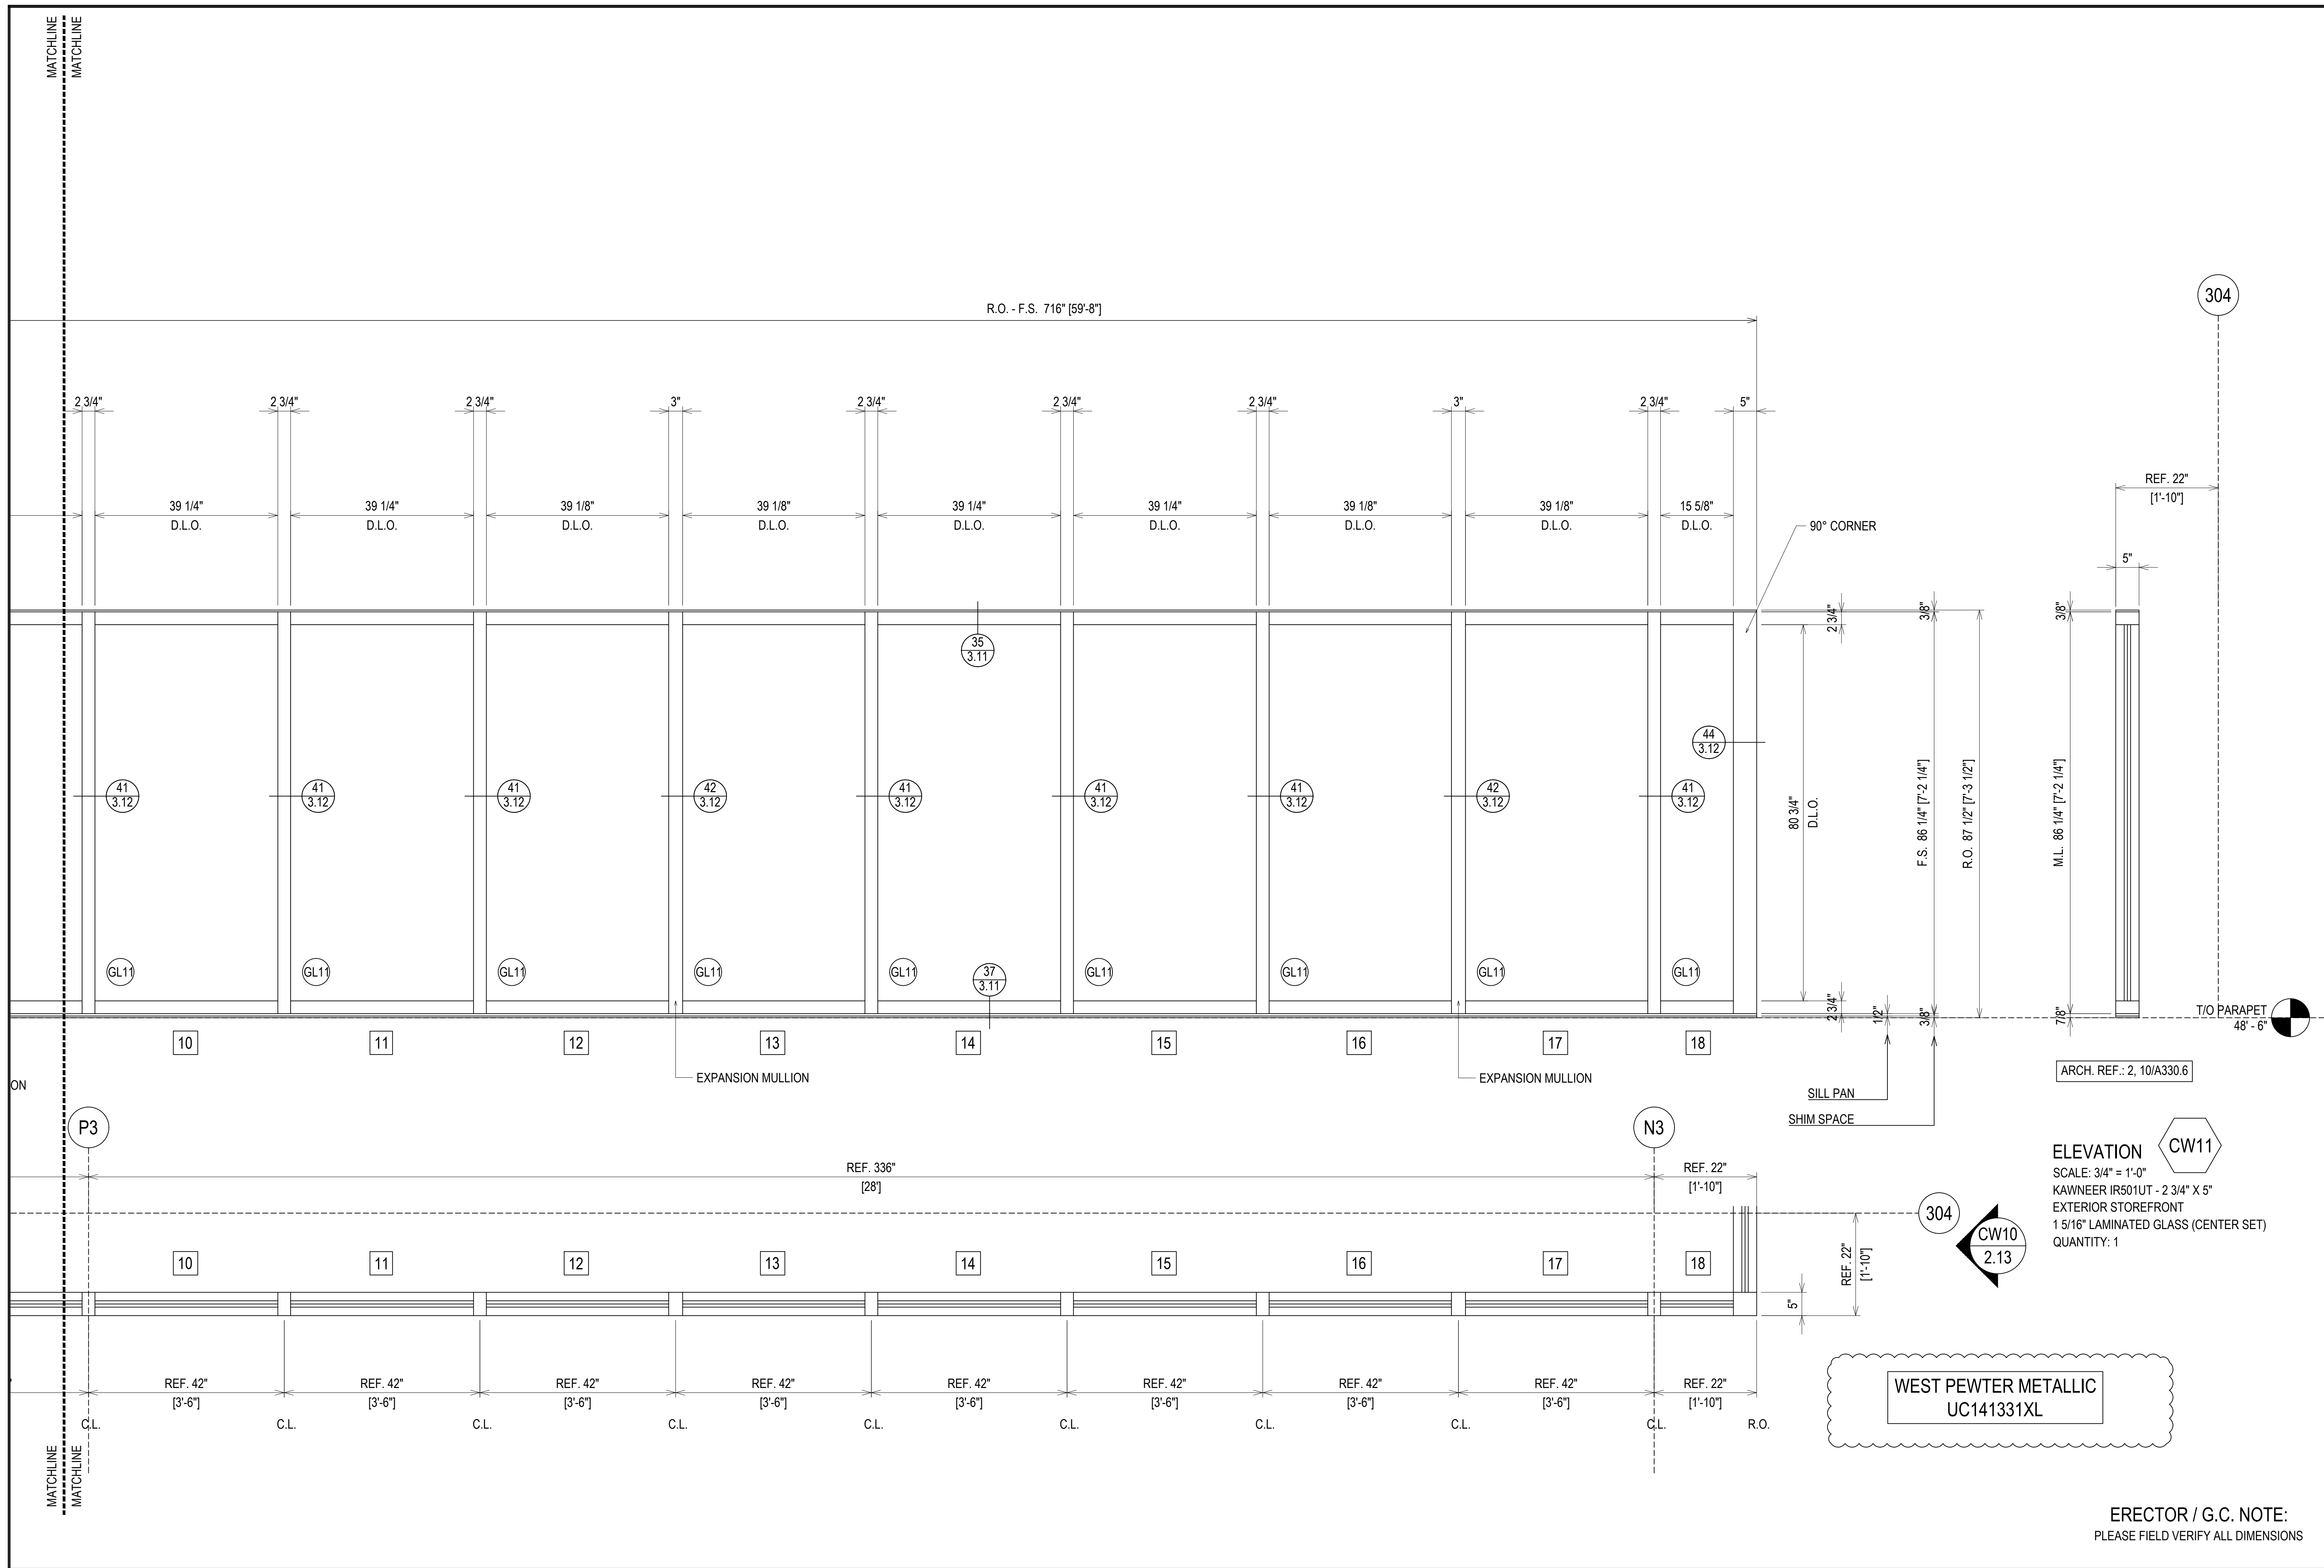 MATCHLINE
MATCHLINE
304
R.O. - F.S. 716" [59'-8"]
2 3/4" 2 3/4" 2 3/4" 3" 2 3/4" 2 3/4" 2 3/4" 3" 2 3/4" 5"
REF. 22"
[1'-10"]
39 1/4" 39 1/4" 39 1/8" 39 1/8" 39 1/4" 39 1/4" 39 1/8" 39 1/8" 15 5/8"
D.L.O. D.L.O. D.L.O. D.L.O. D.L.O. D.L.O. D.L.O. D.L.O. D.L.O.
90° CORNER
5"
2 3/4"
3/8"
3/8"
35
3.11
44
3.12
41 41 41 42 41 41 41 42 41
3.12 3.12 3.12 3.12 3.12 3.12 3.12 3.12 3.12
80 3/4"
D.L.O.
F.S. 86 1/4" [7'-2 1/4"]
R.O. 87 1/2" [7'-3 1/2"]
M.L. 86 1/4" [7'-2 1/4"]
GL11 GL11 GL11 GL11 GL11 GL11 GL11 GL11 GL11
37
3.11
2 3/4"
1/2"
3/8"
7/8"
T/O PARAPET
48' - 6"
10 11 12 13 14 15 16 17 18
EXPANSION MULLION
EXPANSION MULLION
ON
SILL PAN
SHIM SPACE
ARCH. REF.: 2, 10/A330.6
P3
N3
REF. 336"
[28']
REF. 22"
[1'-10"]
ELEVATION
CW11
SCALE: 3/4" = 1'-0"
KAWNEER IR501UT - 2 3/4" X 5"
EXTERIOR STOREFRONT
1 5/16" LAMINATED GLASS (CENTER SET)
QUANTITY: 1
304
CW10
2.13
10 11 12 13 14 15 16 17 18
REF. 22"
[1'-10"]
5"
REF. 42" REF. 42" REF. 42" REF. 42" REF. 42" REF. 42" REF. 42" REF. 42" REF. 22"
[3'-6"] [3'-6"] [3'-6"] [3'-6"] [3'-6"] [3'-6"] [3'-6"] [3'-6"] [1'-10"]
C.L. C.L. C.L. C.L. C.L. C.L. C.L. C.L. C.L. R.O.
WEST PEWTER METALLIC
UC141331XL
MATCHLINE
MATCHLINE
ERECTOR / G.C. NOTE:
PLEASE FIELD VERIFY ALL DIMENSIONS